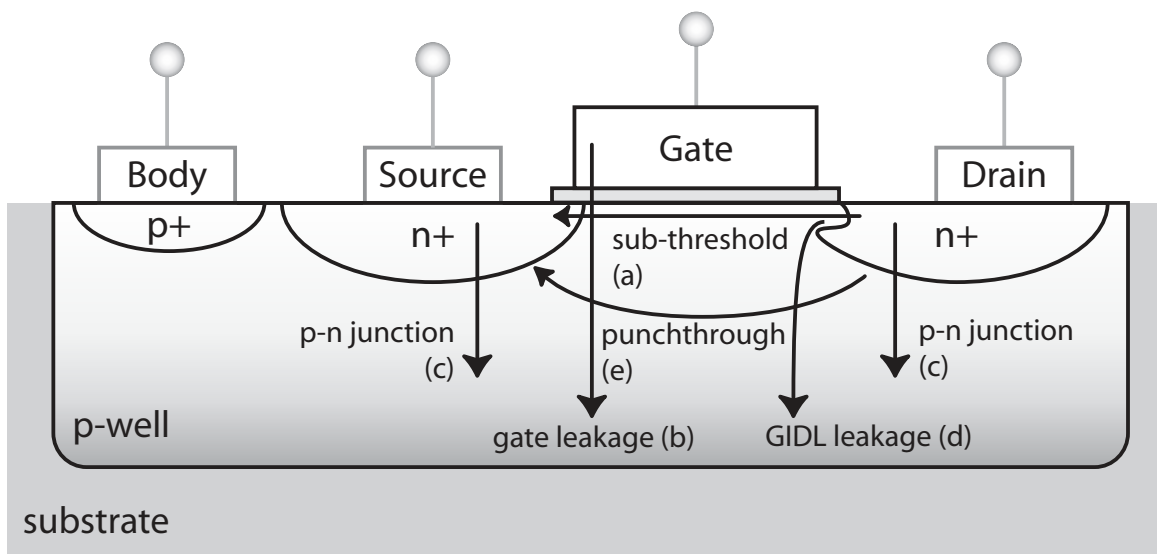 Gate
Body
Source
Drain
p+
n+
n+
sub-threshold
(a)
p-n junction
(c)
punchthrough
(e)
p-n junction
(c)
p-well
gate leakage (b)
GIDL leakage (d)
substrate